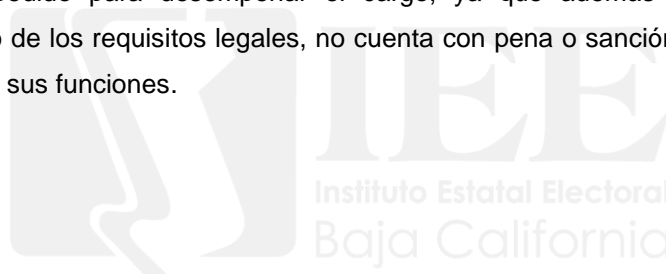 para desempeñar el cargo, ya que además
de los requisitos legales, no cuenta con pena o sanción
sus funciones.
IEE
Instituto Estatal Electoral
Baja California